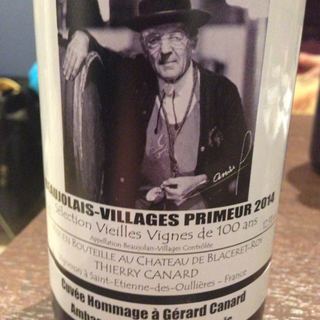 BEAUJOLAIS-VILLAGES PRIMEUR 2014
Sélection Vieilles Vignes de 100 ans
Appellation Beaujolais-Villages Contrôlée
EN BOUTEILLE AU CHATEAU DE BLACERET-ROY
THIERRY CANARD
à Saint-Etienne-des-Oullières - France
Cuvée Hommage à Gérard Canard